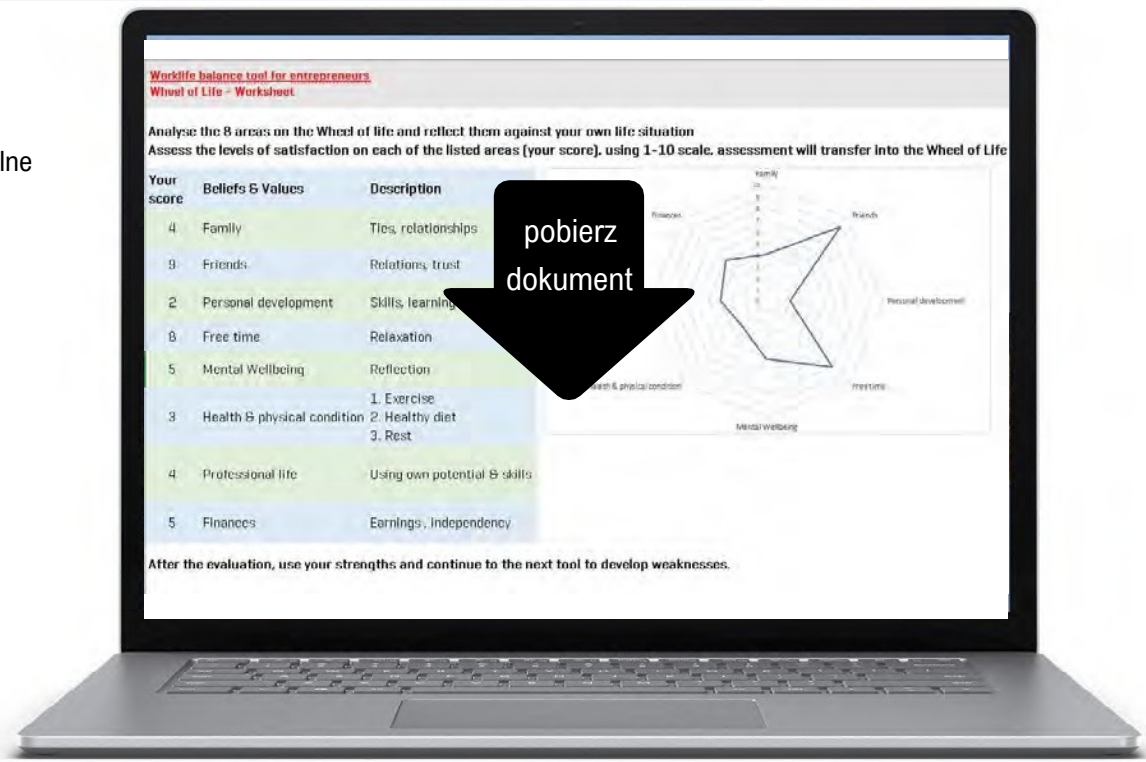 lne
Worklife balance tool for entrepreneurs
Wheel of Life - Worksheet
Analyse the 8 areas on the Wheel of life and reflect them against your own life situation
Assess the levels of satisfaction on each of the listed areas (your score), using 1-10 scale, assessment will transfer into the Wheel of Life
Your score Beliefs & Values Description
4 Family Ties, relationships
9 Friends Relations, trust
2 Personal development Skills, learning
8 Free time Relaxation
5 Mental Wellbeing Reflection
3 Health & physical condition 1. Exercise
2. Healthy diet
3. Rest
4 Professional life Using own potential & skills
5 Finances Earnings , independency
pobierz
dokument
Family
Finances
Friends
Personal development
Health & physical condition
Free time
Mental Wellbeing
After the evaluation, use your strengths and continue to the next tool to develop weaknesses.